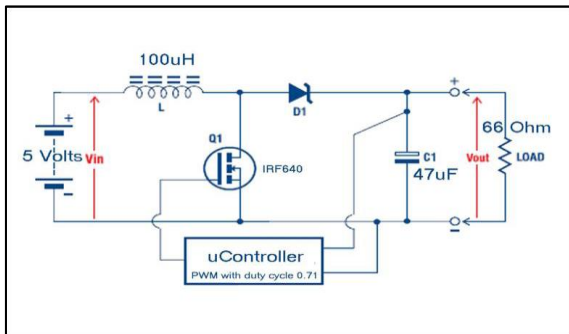 100uH
L
D1
+
Q1
IRF640
+
5 Volts
Vin
-
C1
47uF
Vout
66 Ohm
LOAD
-
uController
PWM with duty cycle 0.71